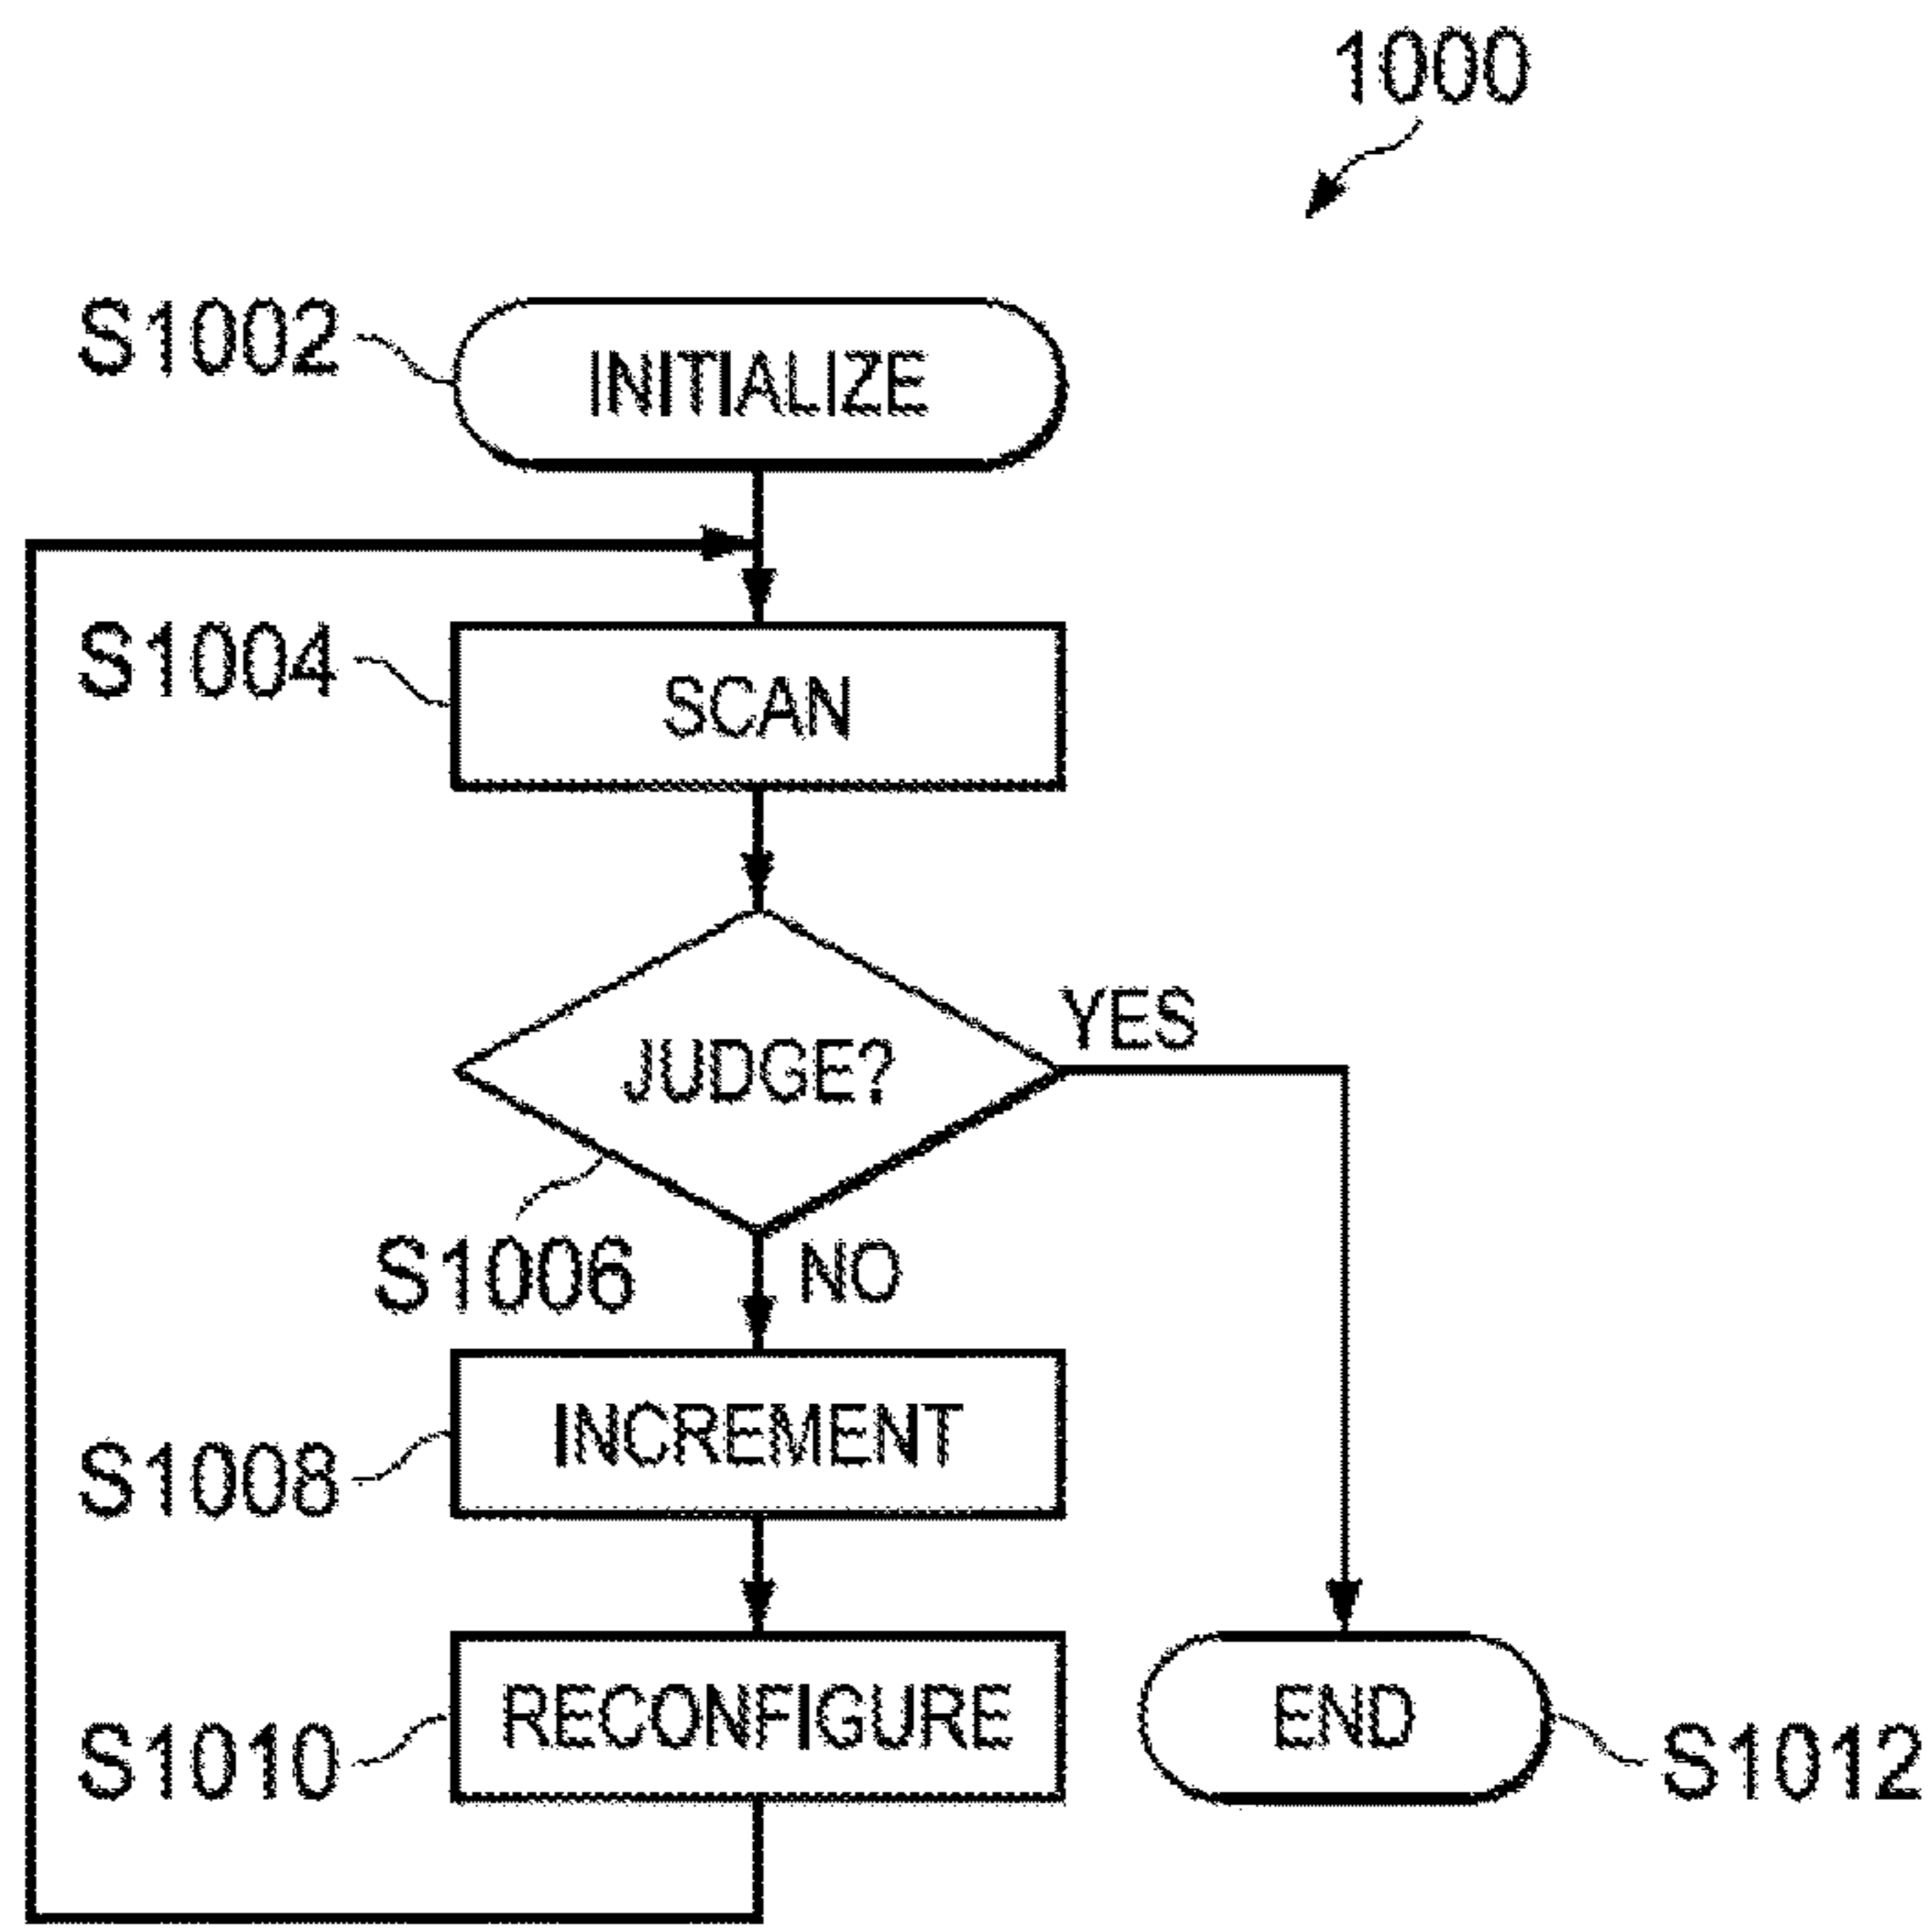 1000
S1002
INITIALIZE
S1004
SCAN
JUDGE?
YES
S1006
NO
INCREMENT
S1008
RECONFIGURE
S1010
END
S1012